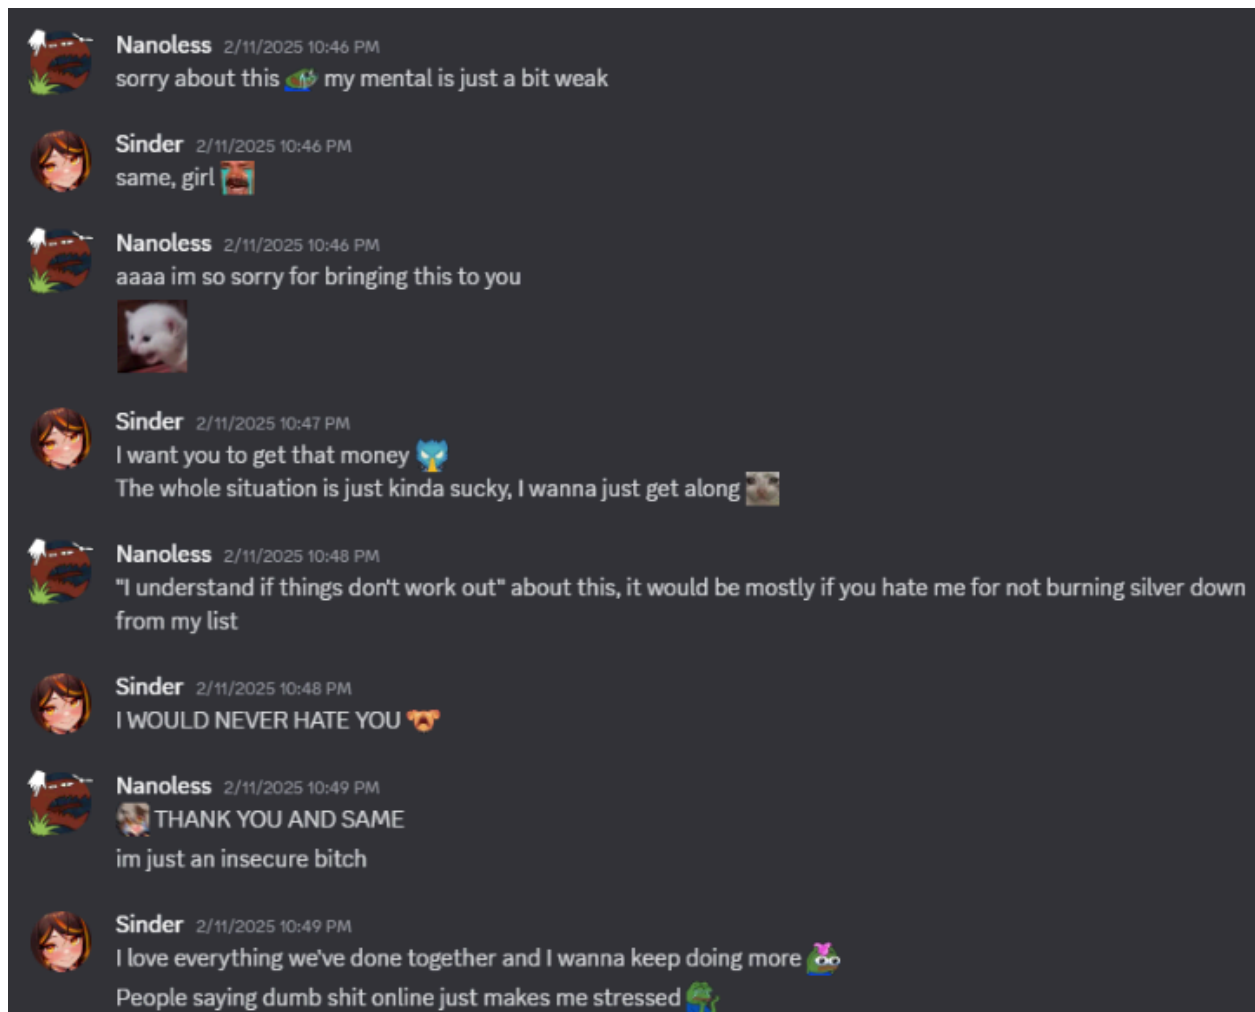 Nanoless 2/11/2025 10:46 PM
sorry about this my mental is just a bit weak
Sinder 2/11/2025 10:46 PM
same, girl
Nanoless 2/11/2025 10:46 PM
aaaa im so sorry for bringing this to you
Sinder 2/11/2025 10:47 PM
I want you to get that money
The whole situation is just kinda sucky, I wanna just get along
Nanoless 2/11/2025 10:48 PM
"I understand if things don't work out" about this, it would be mostly if you hate me for not burning silver down
from my list
Sinder 2/11/2025 10:48 PM
I WOULD NEVER HATE YOU
Nanoless 2/11/2025 10:49 PM
THANK YOU AND SAME
im just an insecure bitch
Sinder 2/11/2025 10:49 PM
I love everything we've done together and I wanna keep doing more
People saying dumb shit online just makes me stressed